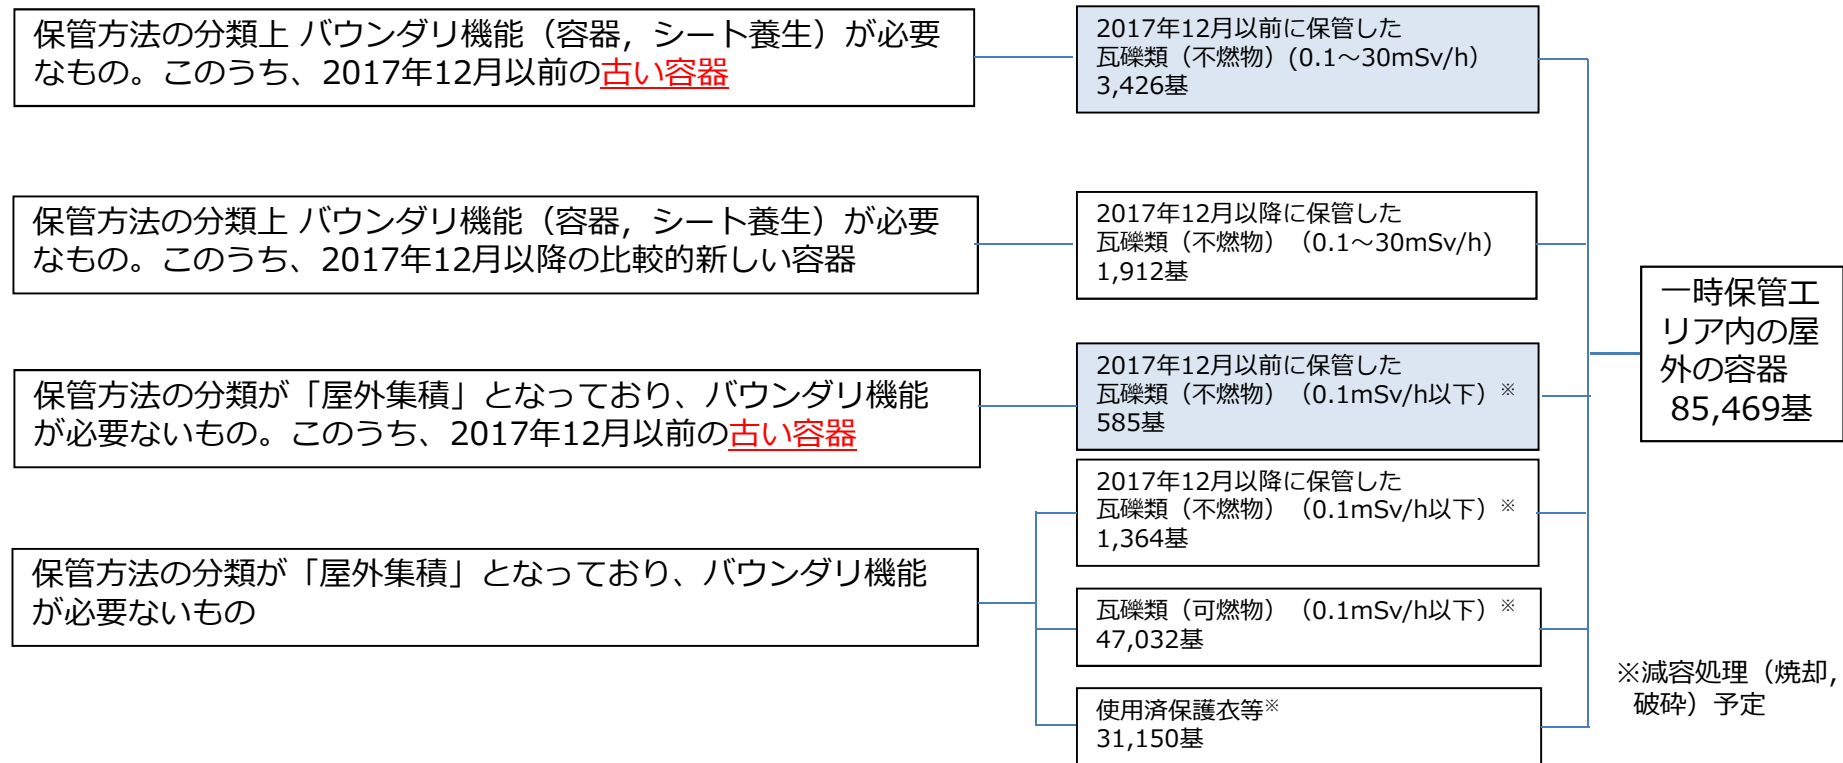 保管方法の分類上 バウンダリ機能（容器，シート養生）が必要
なもの。このうち、2017年12月以前の古い容器
2017年12月以前に保管した
瓦礫類（不燃物）(0.1～30mSv/h）
3,426基
保管方法の分類上 バウンダリ機能（容器，シート養生）が必要
なもの。このうち、2017年12月以降の比較的新しい容器
2017年12月以降に保管した
瓦礫類（不燃物）（0.1～30mSv/h)
1,912基
保管方法の分類が「屋外集積」となっており、バウンダリ機能
が必要ないもの。このうち、2017年12月以前の古い容器
2017年12月以前に保管した
瓦礫類（不燃物）（0.1mSv/h以下）※
585基
保管方法の分類が「屋外集積」となっており、バウンダリ機能
が必要ないもの
2017年12月以降に保管した
瓦礫類（不燃物）（0.1mSv/h以下）※
1,364基
瓦礫類（可燃物）（0.1mSv/h以下）※
47,032基
使用済保護衣等※
31,150基
一時保管エ
リア内の屋
外の容器
85,469基
※減容処理（焼却，
破砕）予定